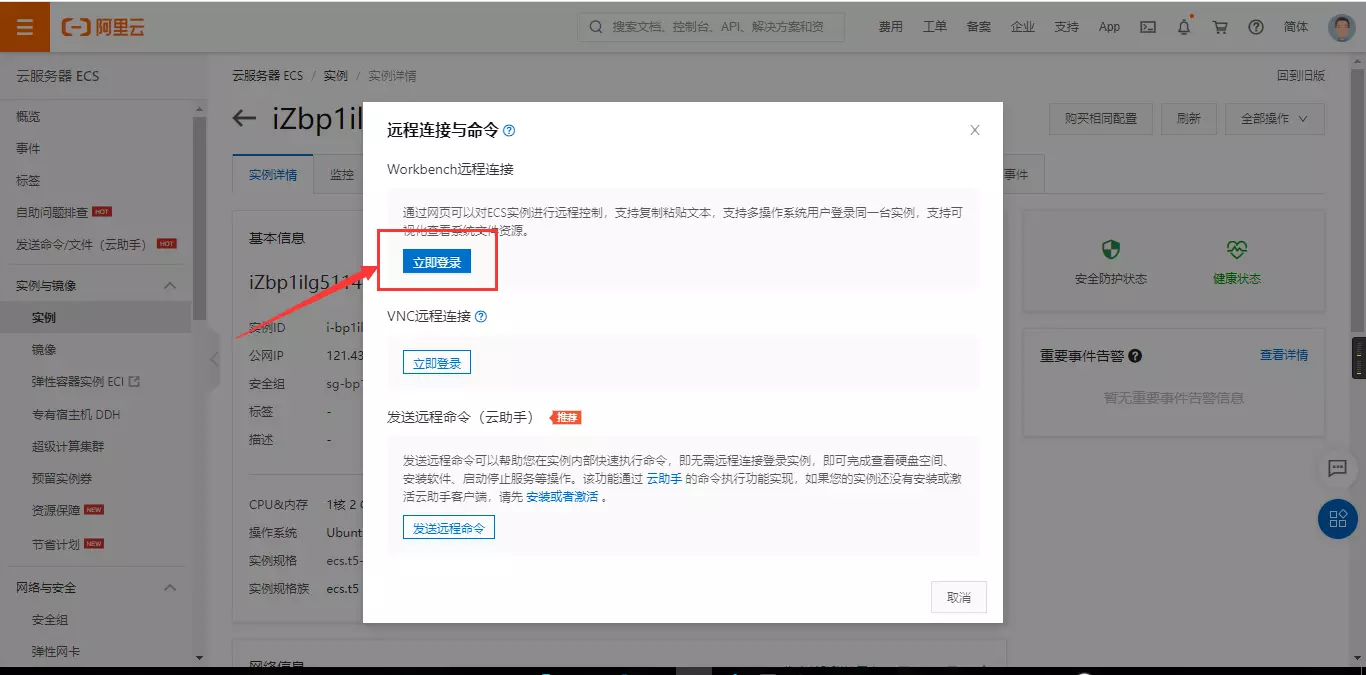 阿里云
搜索文档、控制台、API、解决方案和资
费用 工单 备案 企业 支持 App 简体
云服务器 ECS
概览
事件
标签
自助问题排查 HOT
发送命令/文件（云助手） HOT
实例与镜像
实例
镜像
弹性容器实例 ECI
专有宿主机 DDH
超级计算集群
预留实例券
资源保障 NEW
节省计划 NEW
网络与安全
安全组
弹性网卡
云服务器 ECS / 实例 / 实例详情
回到旧版
iZbp1il
购买相同配置 刷新 全部操作
实例详情 监控
事件
基本信息
iZbp1ilg5114
实例ID i-bp1il
公网IP 121.43
安全组 sg-bp1
标签 -
描述 -
CPU&内存 1核 2
操作系统 Ubunt
实例规格 ecs.t5-
实例规格族 ecs.t5
网络信息
远程连接与命令
Workbench远程连接
通过网页可以对ECS实例进行远程控制，支持复制粘贴文本，支持多操作系统用户登录同一台实例，支持可
视化查看系统文件资源。
立即登录
VNC远程连接
立即登录
发送远程命令（云助手） 推荐
发送远程命令可以帮助您在实例内部快速执行命令，即无需远程连接登录实例，即可完成查看硬盘空间、
安装软件、启动停止服务等操作。该功能通过 云助手 的命令执行功能实现，如果您的实例还没有安装或激
活云助手客户端，请先 安装或者激活 。
发送远程命令
取消
安全防护状态 健康状态
重要事件告警 查看详情
暂无重要事件告警信息